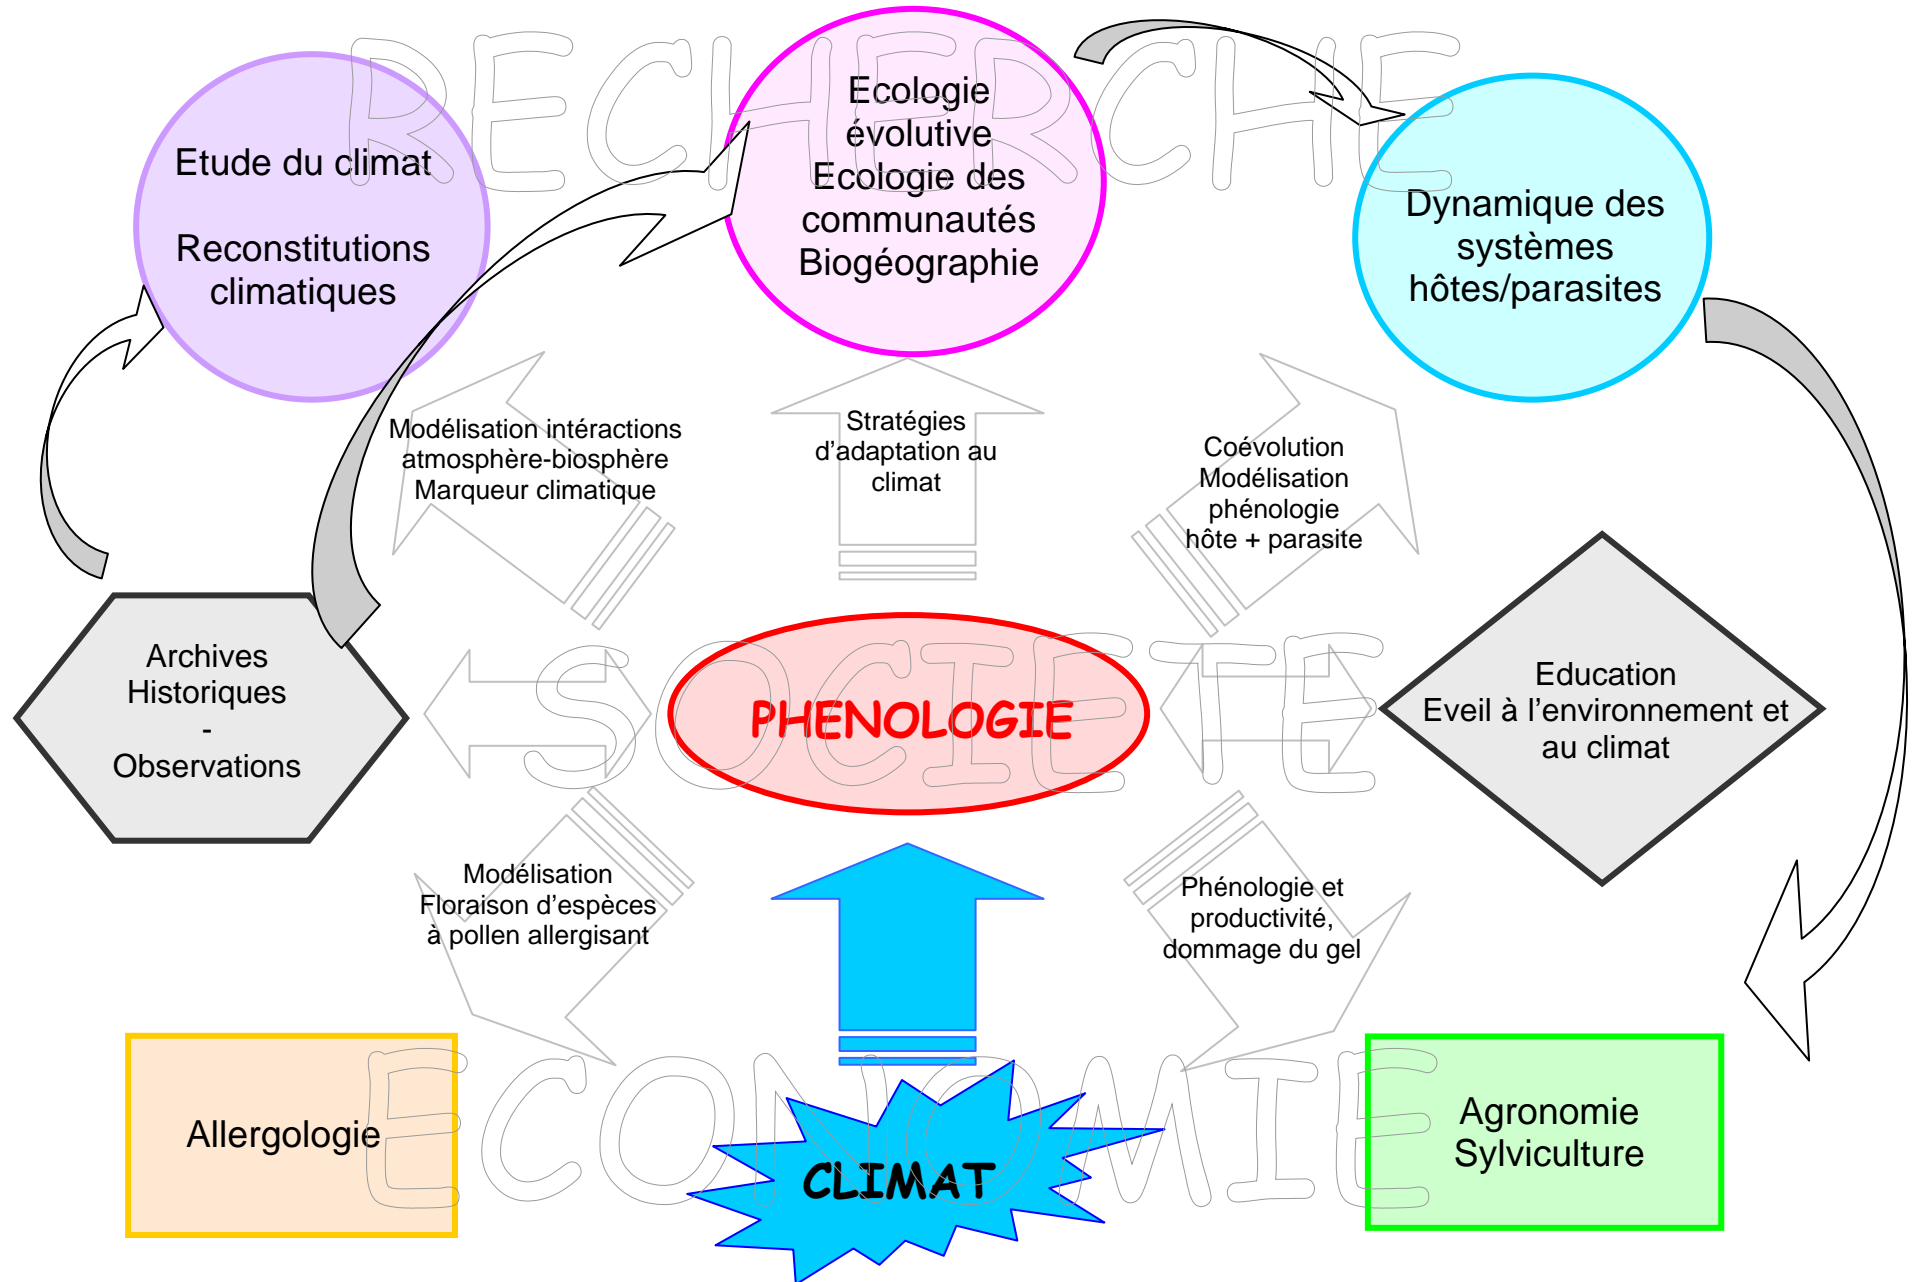 RECHERCHE
Etude du climat
Reconstitutions
climatiques
Ecologie
évolutive
Ecologie des
communautés
Biogéographie
Dynamique des
systèmes
hôtes/parasites
Modélisation intéractions
atmosphère-biosphère
Marqueur climatique
Stratégies
d'adaptation au
climat
Coévolution
Modélisation
phénologie
hôte + parasite
SOCIETE
Archives
Historiques
-
Observations
PHENOLOGIE
Education
Eveil à l'environnement et
au climat
Modélisation
Floraison d'espèces
à pollen allergisant
Phénologie et
productivité,
dommage du gel
ECONOMIE
Allergologie
CLIMAT
Agronomie
Sylviculture